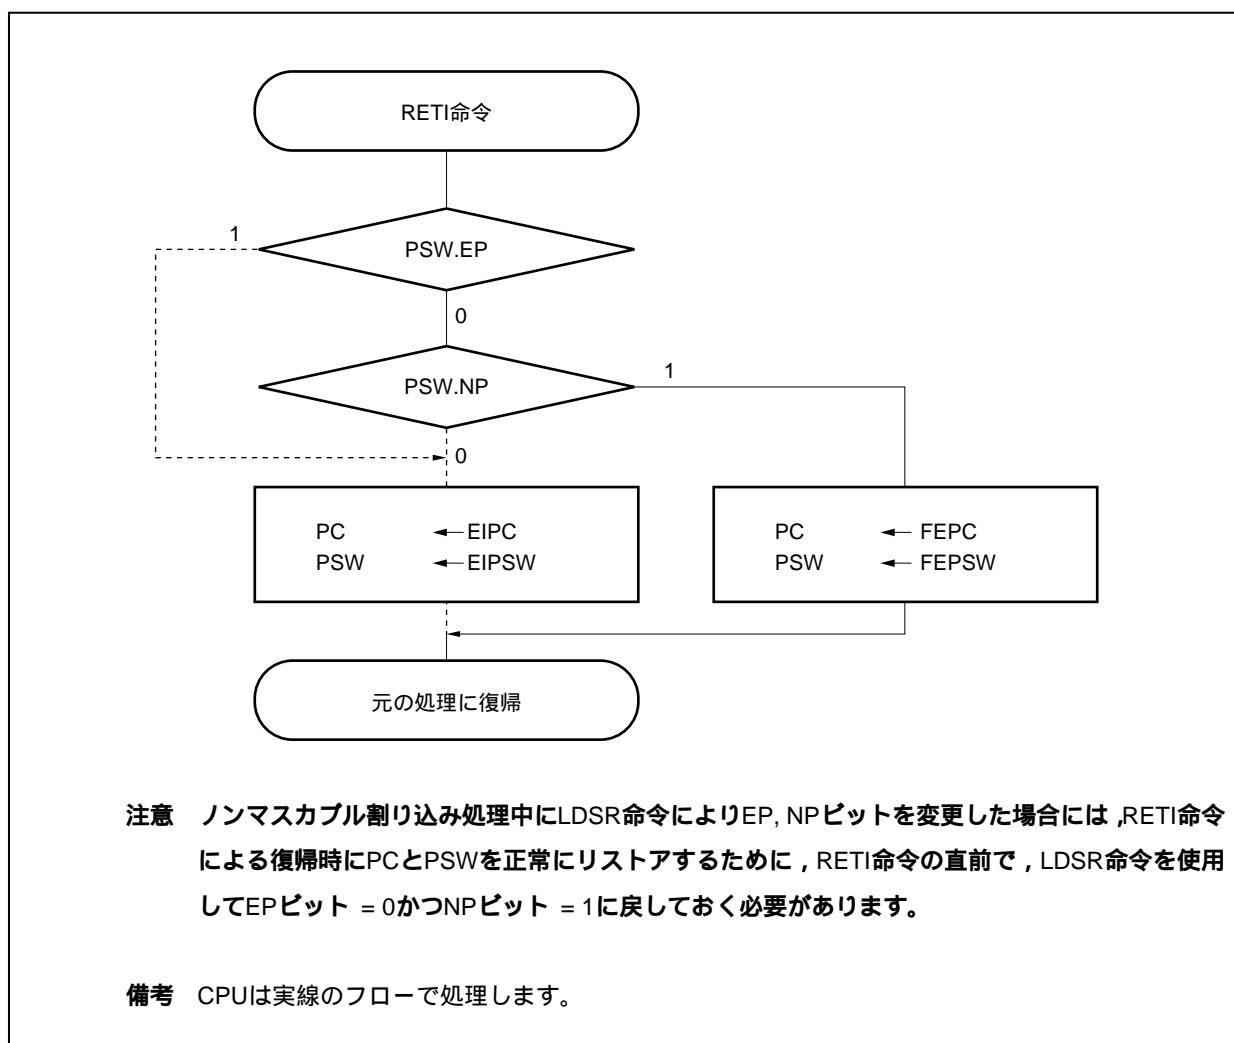 RETI命令
1
PSW.EP
0
PSW.NP
1
0
PC ← EIPC
PSW ← EIPSW
PC ← FEPC
PSW ← FEPSW
元の処理に復帰
注意 ノンマスカブル割り込み処理中にLDSR命令によりEP, NPビットを変更した場合には，RETI命令
による復帰時にPCとPSWを正常にリストアするために，RETI命令の直前で，LDSR命令を使用
してEPビット = 0かつNPビット = 1に戻しておく必要があります。
備考 CPUは実線のフローで処理します。